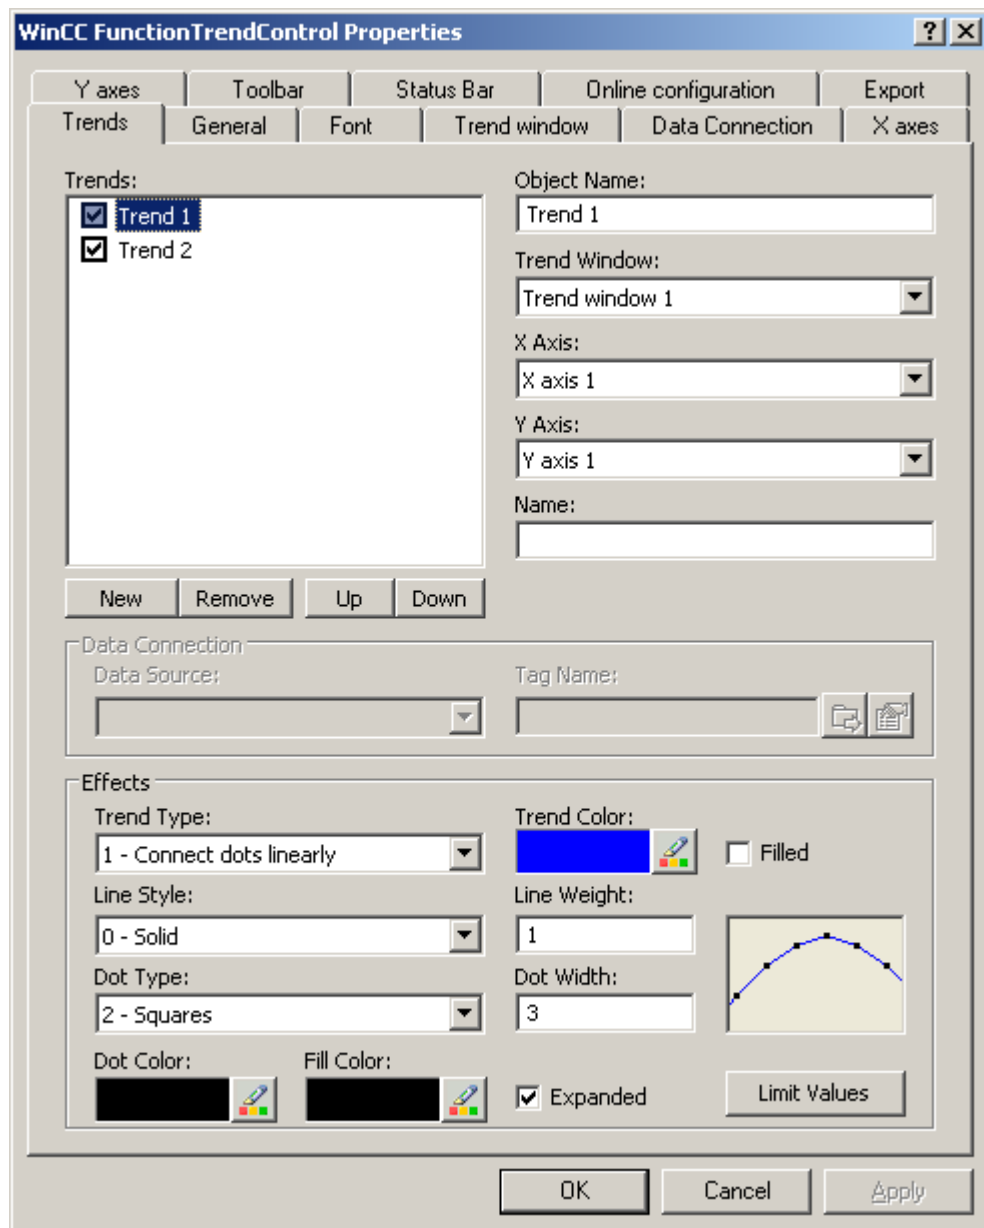 WinCC FunctionTrendControl Properties
Y axes Toolbar Status Bar Online configuration Export
Trends General Font Trend window Data Connection X axes
Trends:
Trend 1
Trend 2
New Remove Up Down
Object Name:
Trend 1
Trend Window:
Trend window 1
X Axis:
X axis 1
Y Axis:
Y axis 1
Name:
Data Connection
Data Source: Tag Name:
Effects
Trend Type: Trend Color:
1 - Connect dots linearly Filled
Line Style: Line Weight:
0 - Solid 1
Dot Type: Dot Width:
2 - Squares 3
Dot Color: Fill Color:
Expanded Limit Values
OK Cancel Apply